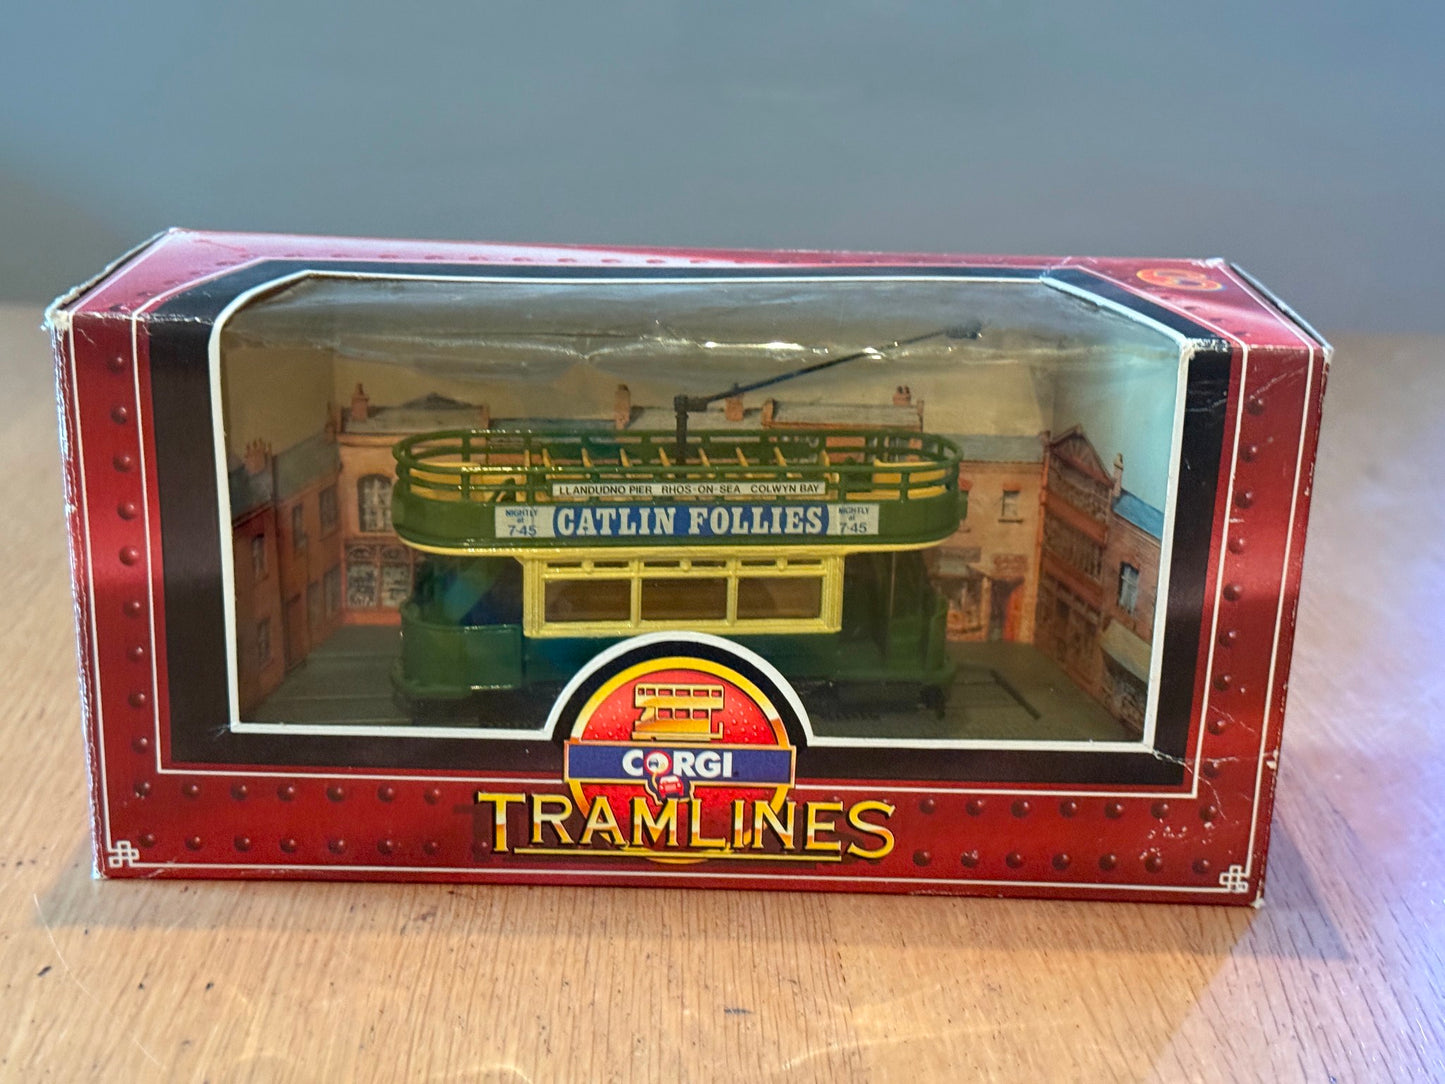 LLANDUDNO PIER RHOS-ON-SEA COLWYN BAY
NIGHTLY at 7-45
CATLIN FOLLIES
NIGHTLY at 7-45
CORGI
TRAMLINES